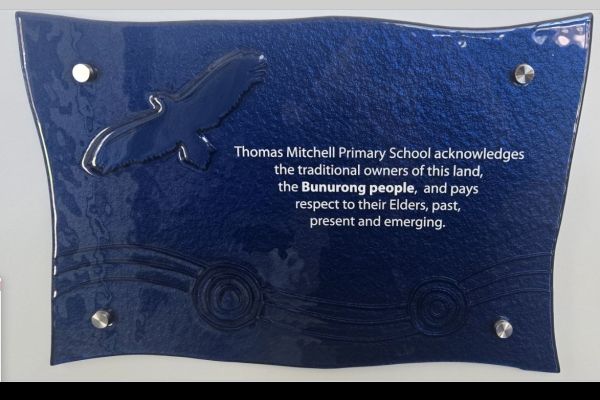 Thomas Mitchell Primary School acknowledges
the traditional owners of this land,
the Bunurong people, and pays
respect to their Elders, past,
present and emerging.